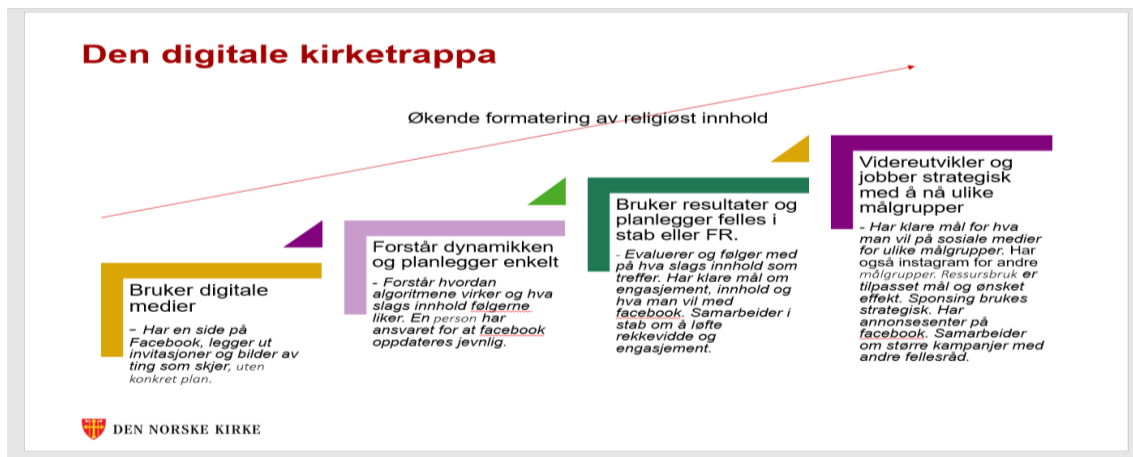 Den digitale kirketrappa
Økende formatering av religiøst innhold
Bruker digitale
medier
– Har en side på
Facebook, legger ut
invitasjoner og bilder av
ting som skjer, uten
konkret plan.
Forstår dynamikken
og planlegger enkelt
- Forstår hvordan
algoritmene virker og hva
slags innhold følgerne
liker. En person har
ansvaret for at facebook
oppdateres jevnlig.
Bruker resultater og
planlegger felles i
stab eller FR.
- Evaluerer og følger med
på hva slags innhold som
treffer. Har klare mål om
engasjement, innhold og
hva man vil med
facebook. Samarbeider i
stab om å løfte
rekkevidde og
engasjement.
Videreutvikler og
jobber strategisk
med å nå ulike
målgrupper
- Har klare mål for hva
man vil på sosiale medier
for ulike målgrupper. Har
også instagram for andre
målgrupper. Ressursbruk er
tilpasset mål og ønsket
effekt. Sponsing brukes
strategisk. Har
annonsesenter på
facebook. Samarbeider
om større kampanjer med
andre fellesråd.
DEN NORSKE KIRKE